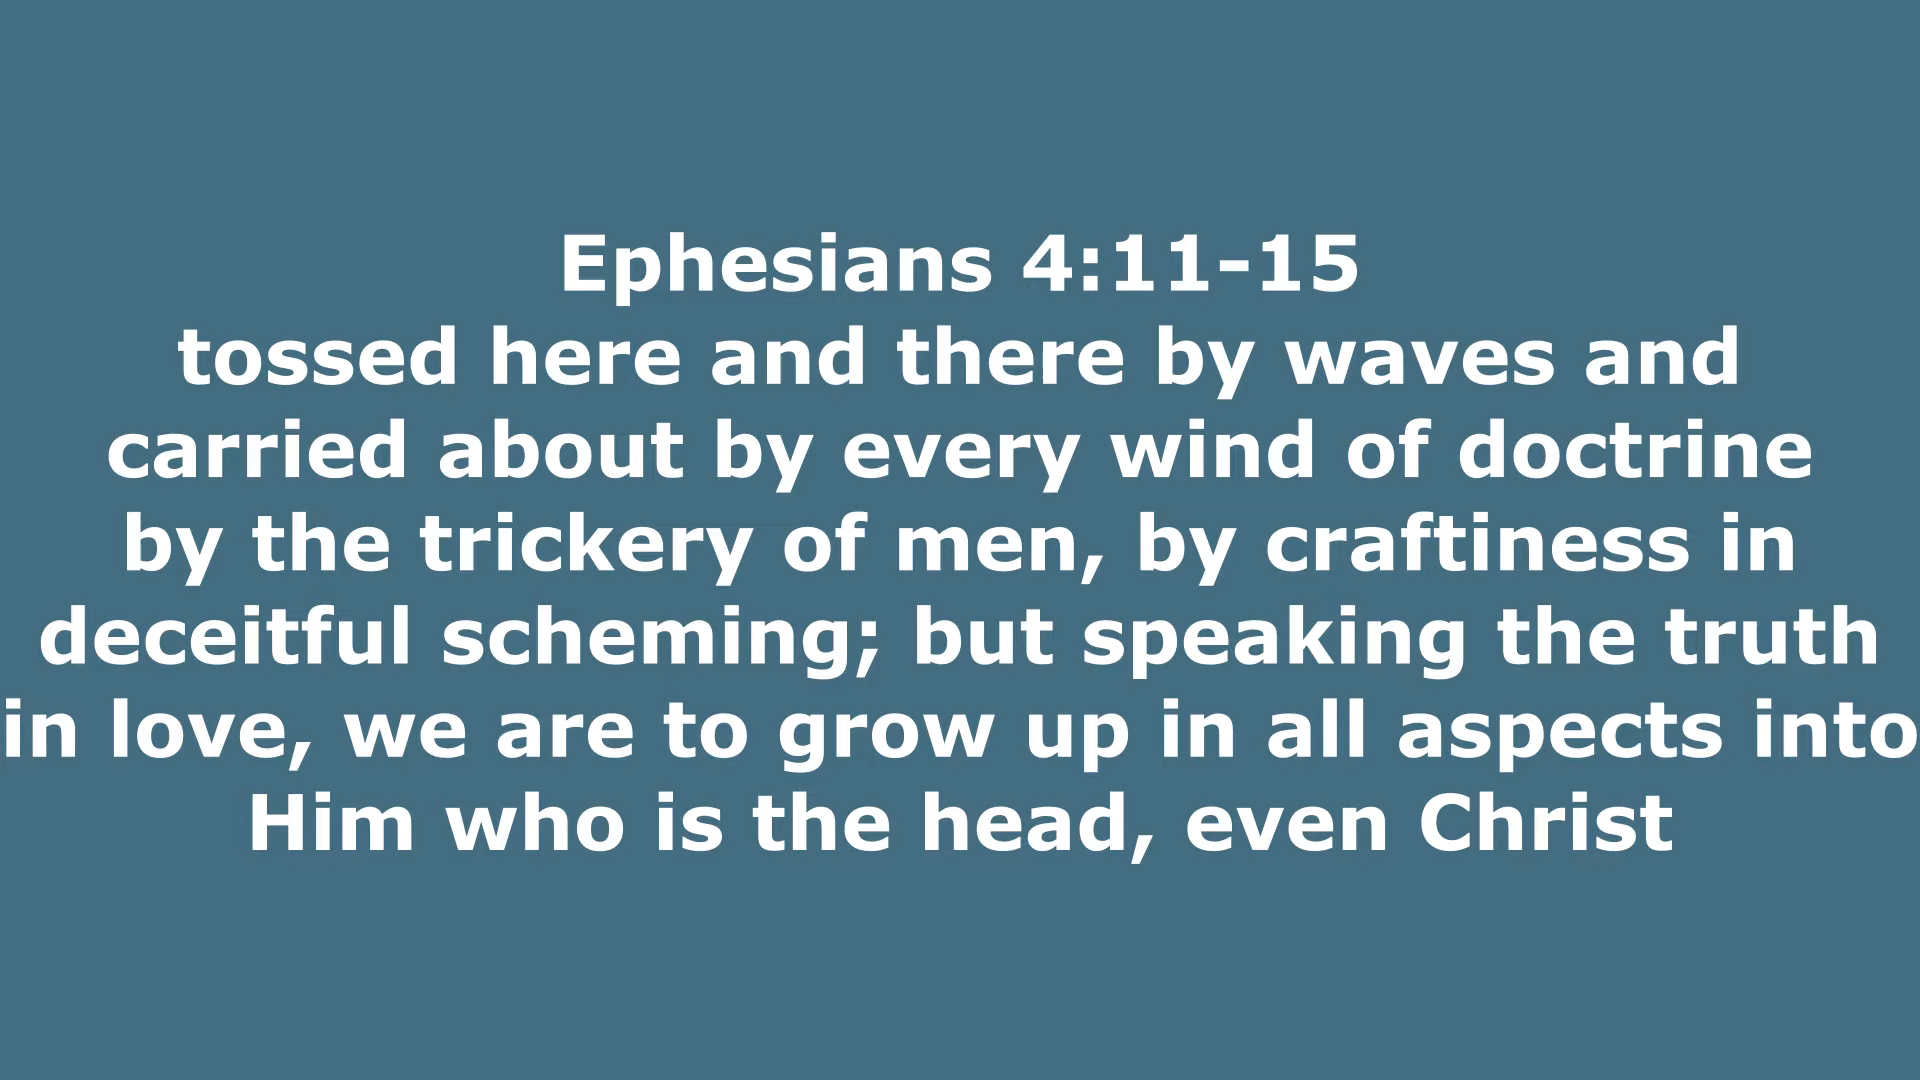 Ephesians 4:11-15
tossed here and there by waves and
carried about by every wind of doctrine
by the trickery of men, by craftiness in
deceitful scheming; but speaking the truth
in love, we are to grow up in all aspects into
Him who is the head, even Christ